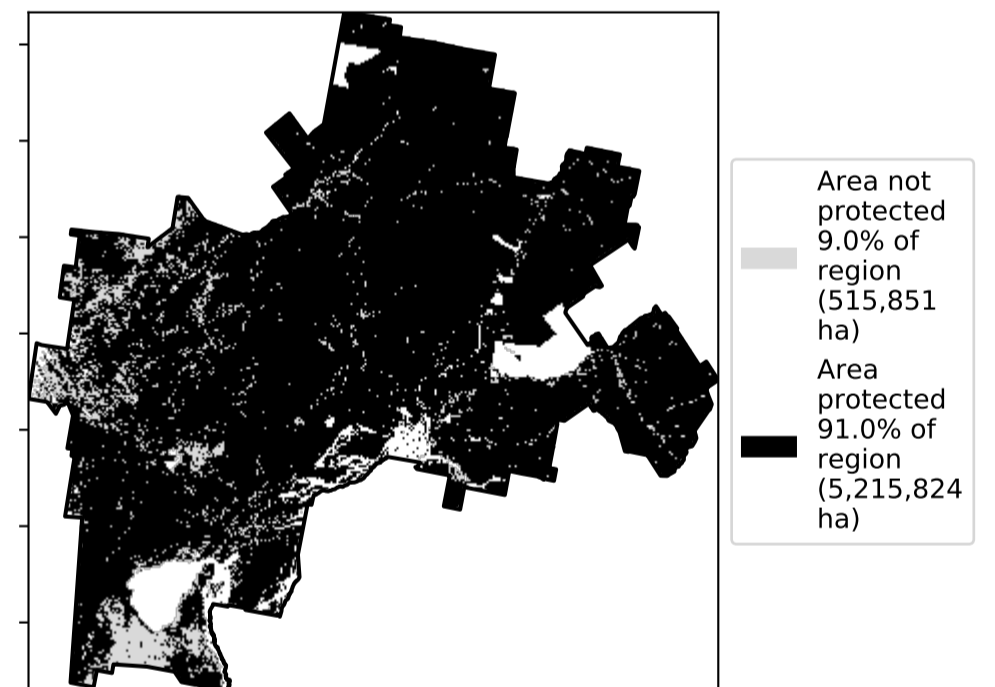 Area not
protected
9.0% of
region
(515,851
ha)
Area
protected
91.0% of
region
(5,215,824
ha)